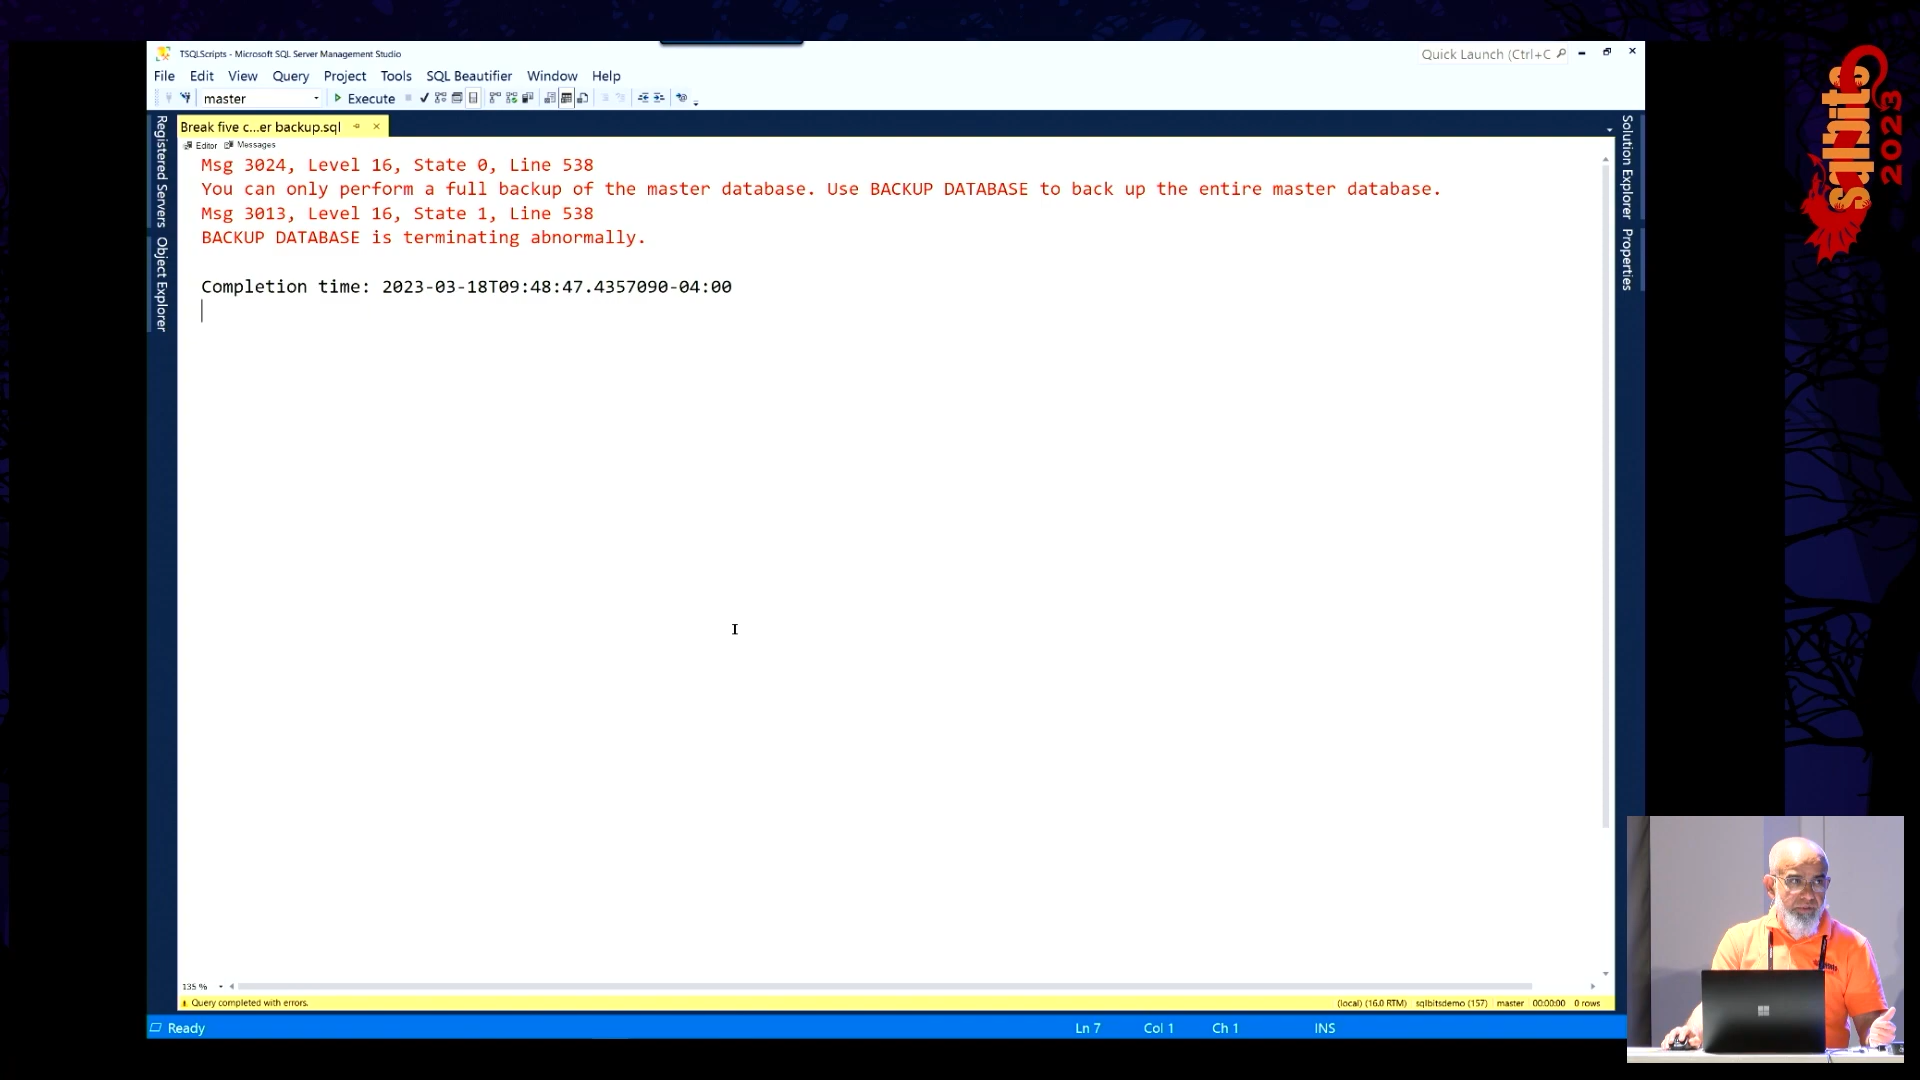 TSQLScripts - Microsoft SQL Server Management Studio
Quick Launch (Ctrl+C
File Edit View Query Project Tools SQL Beautifier Window Help
master Execute
Break five c...er backup.sql
Editor Messages
Msg 3024, Level 16, State 0, Line 538
You can only perform a full backup of the master database. Use BACKUP DATABASE to back up the entire master database.
Msg 3013, Level 16, State 1, Line 538
BACKUP DATABASE is terminating abnormally.
Completion time: 2023-03-18T09:48:47.4357090-04:00
Registered Servers
Object Explorer
Solution Explorer
Properties
sqlbits
2023
135 %
Query completed with errors.
(local) (16.0 RTM) sqlbitsdemo (157) master 00:00:00 0 rows
Ready
Ln 7 Col 1 Ch 1 INS